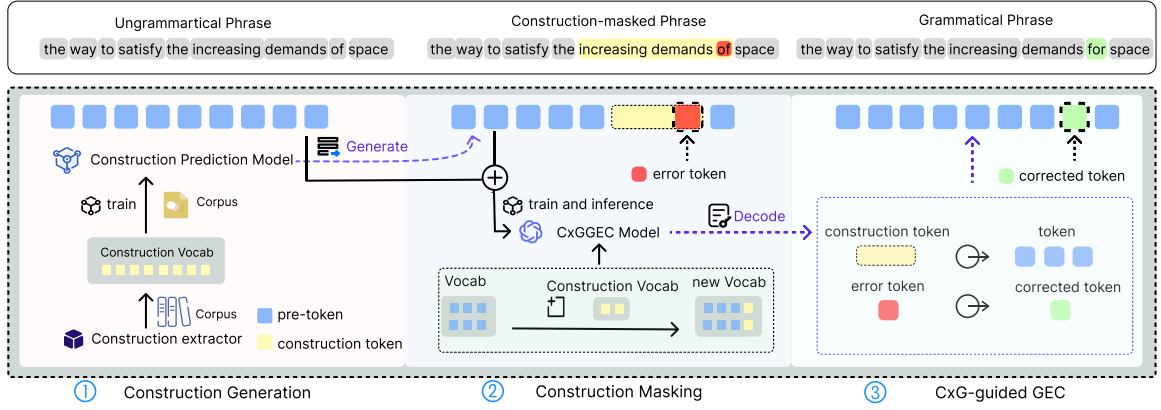 Ungrammartical Phrase
the way to satisfy the increasing demands of space
Construction-masked Phrase
the way to satisfy the increasing demands of space
Grammatical Phrase
the way to satisfy the increasing demands for space
Construction Prediction Model
Generate
train
Corpus
Construction Vocab
Corpus
Construction extractor
pre-token
construction token
error token
train and inference
CxGGEC Model
Decode
Vocab
Construction Vocab
new Vocab
corrected token
construction token
token
error token
corrected token
1 Construction Generation
2 Construction Masking
3 CxG-guided GEC